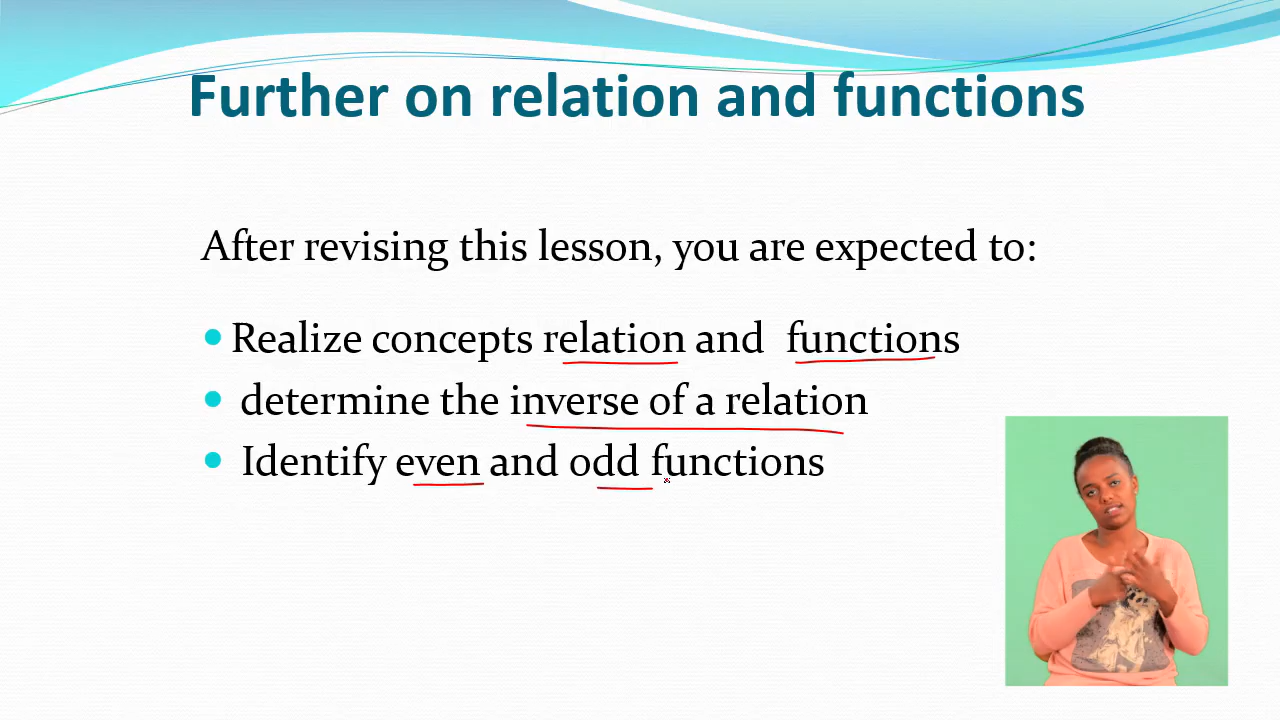 Further on relation and functions
After revising this lesson, you are expected to:
• Realize concepts relation and functions
• determine the inverse of a relation
• Identify even and odd functions